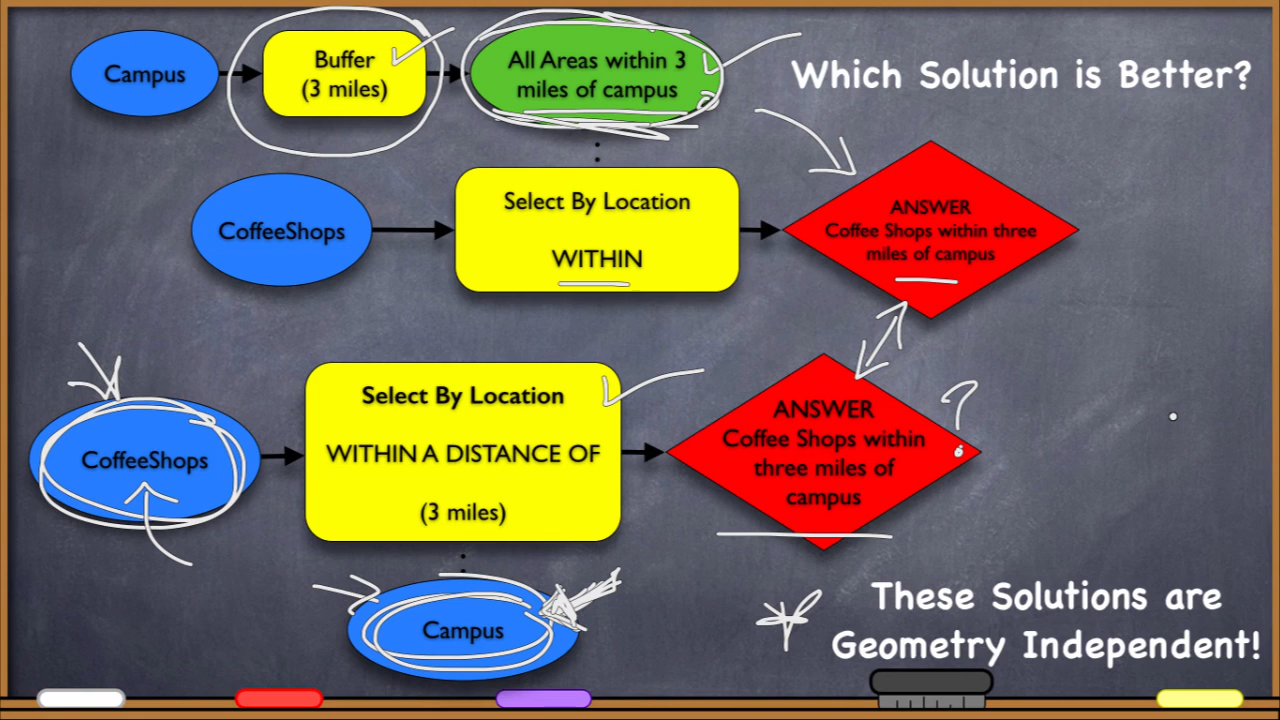 Campus
Buffer
(3 miles)
All Areas within 3
miles of campus
Which Solution is Better?
CoffeeShops
Select By Location
WITHIN
ANSWER
Coffee Shops within three
miles of campus
CoffeeShops
Select By Location
WITHIN A DISTANCE OF
(3 miles)
ANSWER
Coffee Shops within
three miles of
campus
?
Campus
These Solutions are
Geometry Independent!